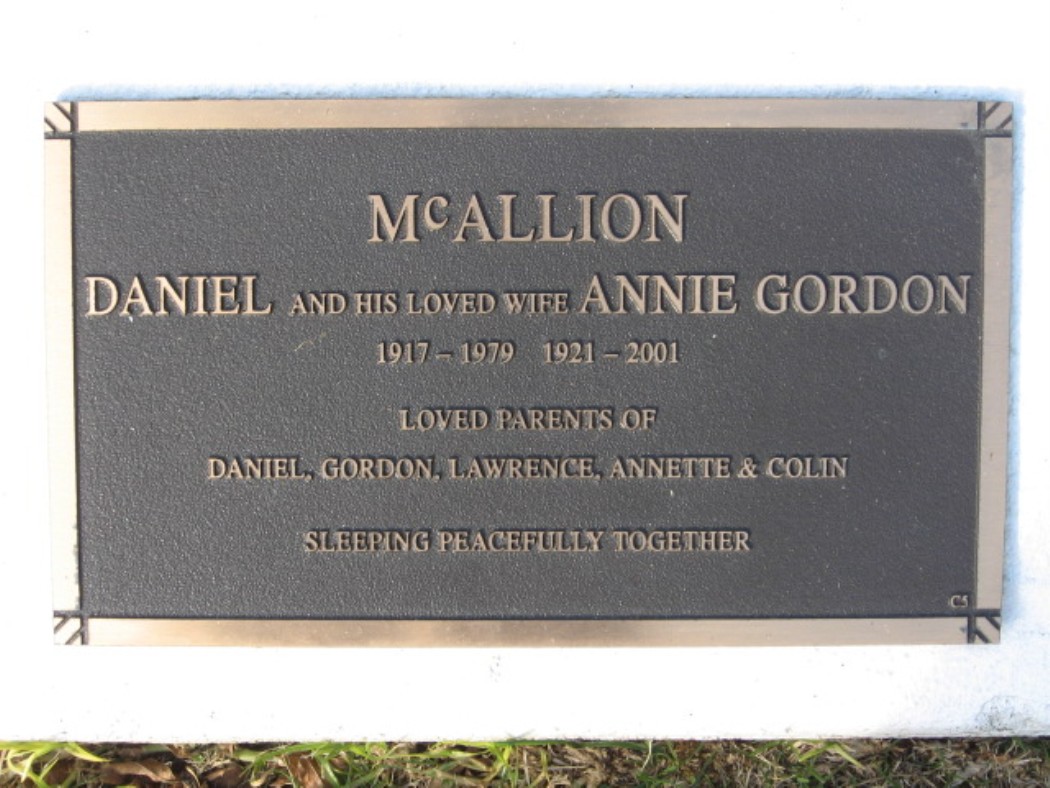 McALLION
DANIEL AND HIS LOVED WIFE ANNIE GORDON
1917 – 1979 1921 – 2001
LOVED PARENTS OF
DANIEL, GORDON, LAWRENCE, ANNETTE & COLIN
SLEEPING PEACEFULLY TOGETHER
C5